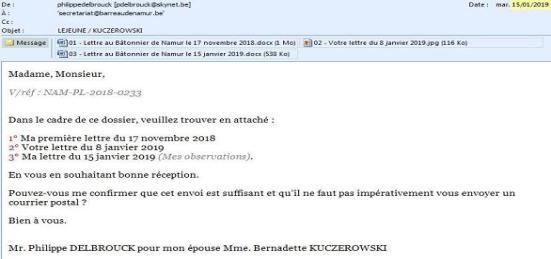 De : philippedelbrouck [pdelbrouck@skynet.be] Date : mar. 15/01/2019
À : 'secretariat@barreaudenamur.be'
Cc :
Objet : LEJEUNE / KUCZEROWSKI
Message 01 - Lettre au Bâtonnier de Namur le 17 novembre 2018.docx (1 Mo) 02 - Votre lettre du 8 janvier 2019.jpg (116 Ko)
03 - Lettre au Bâtonnier de Namur le 15 janvier 2019.docx (538 Ko)
Madame, Monsieur,
V/réf : NAM-PL-2018-0233
Dans le cadre de ce dossier, veuillez trouver en attaché :
1° Ma première lettre du 17 novembre 2018
2° Votre lettre du 8 janvier 2019
3° Ma lettre du 15 janvier 2019 (Mes observations).
En vous en souhaitant bonne réception.
Pouvez-vous me confirmer que cet envoi est suffisant et qu'il ne faut pas impérativement vous envoyer un
courrier postal ?
Bien à vous.
Mr. Philippe DELBROUCK pour mon épouse Mme. Bernadette KUCZEROWSKI